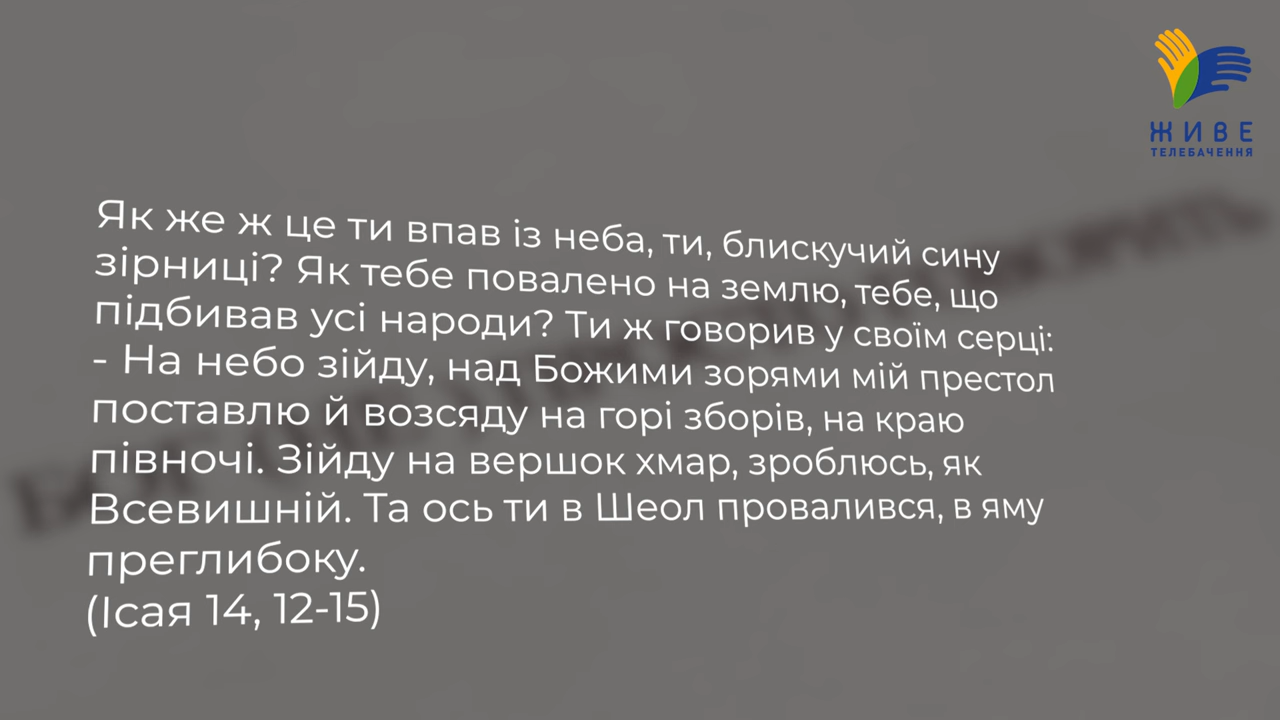 ЖИВЕ
ТЕЛЕБАЧЕННЯ
Як же ж це ти впав із неба, ти, блискучий сину
зірниці? Як тебе повалено на землю, тебе, що
підбивав усі народи? Ти ж говорив у своїм серці:
- На небо зійду, над Божими зорями мій престол
поставлю й возсяду на горі зборів, на краю
півночі. Зійду на вершок хмар, зроблюсь, як
Всевишній. Та ось ти в Шеол провалився, в яму
преглибоку.
(Ісая 14, 12-15)